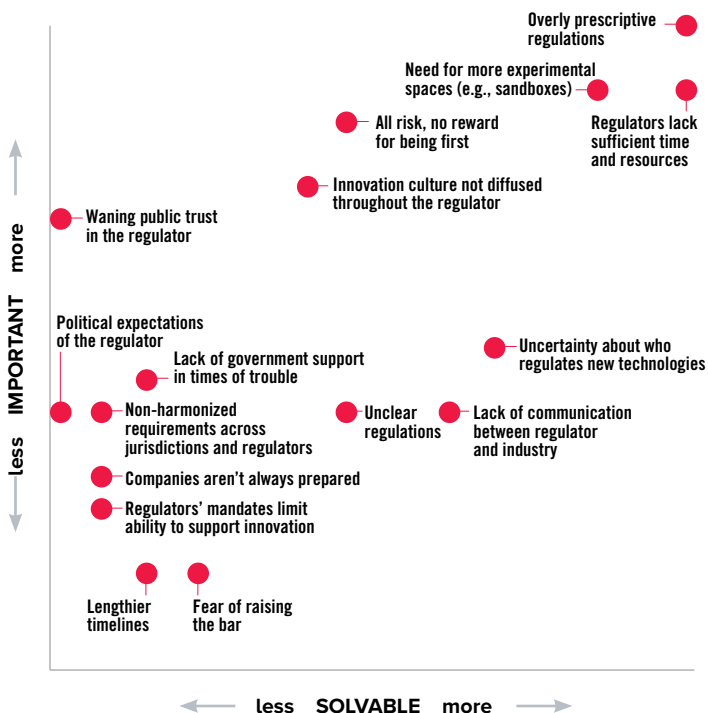 Overly prescriptive
regulations
Need for more experimental
spaces (e.g., sandboxes)
All risk, no reward
for being first
Regulators lack
sufficient time
and resources
Innovation culture not diffused
throughout the regulator
Waning public trust
in the regulator
Political expectations
of the regulator
Lack of government support
in times of trouble
Uncertainty about who
regulates new technologies
Non-harmonized
requirements across
jurisdictions and regulators
Unclear
regulations
Lack of communication
between regulator
and industry
Companies aren't always prepared
Regulators' mandates limit
ability to support innovation
Lengthier
timelines
Fear of raising
the bar
less IMPORTANT more
less SOLVABLE more